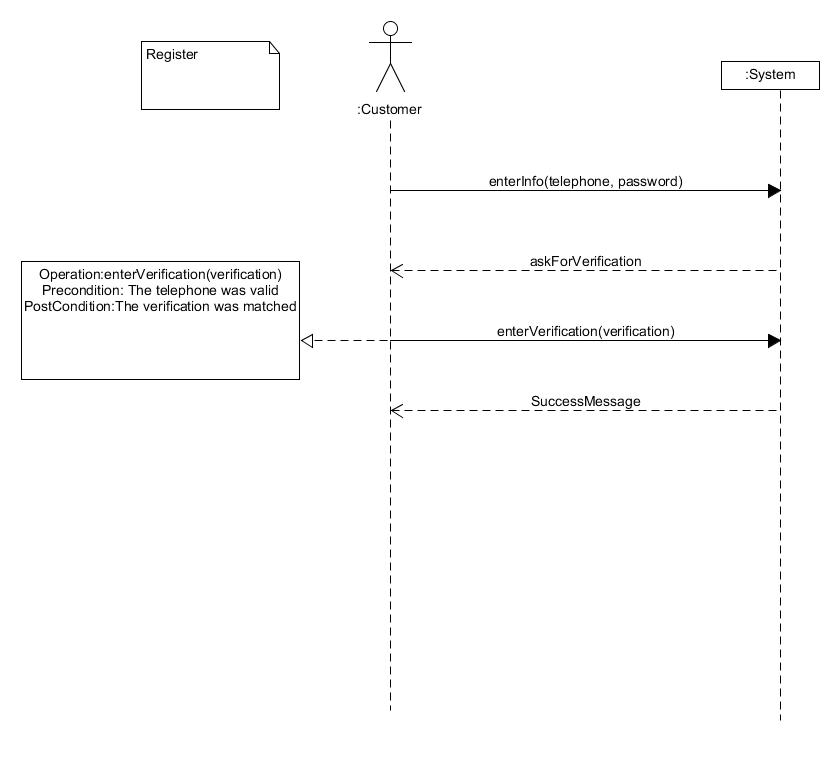 Register
:Customer
:System
enterInfo(telephone, password)
askForVerification
Operation:enterVerification(verification)
Precondition: The telephone was valid
PostCondition:The verification was matched
enterVerification(verification)
SuccessMessage